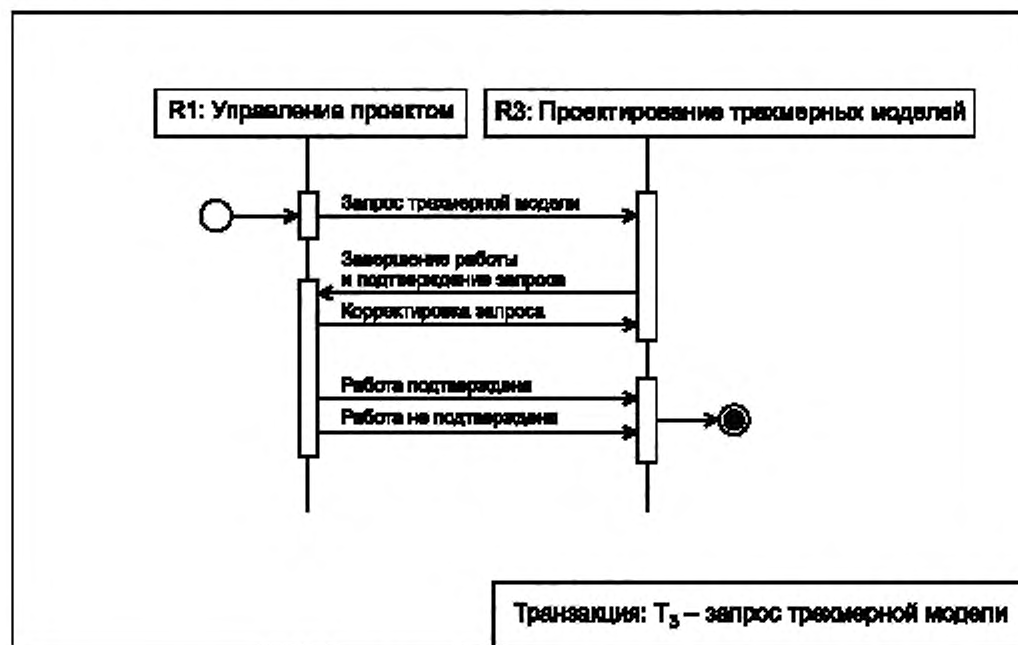 R1: Управление проектом
R3: Проектирование трехмерных моделей
Запрос трехмерной модели
Завершение работы
и подтверждение запроса
Корректировка запроса
Работа подтверждена
Работа не подтверждена
Транзакция: T₃ – запрос трехмерной модели